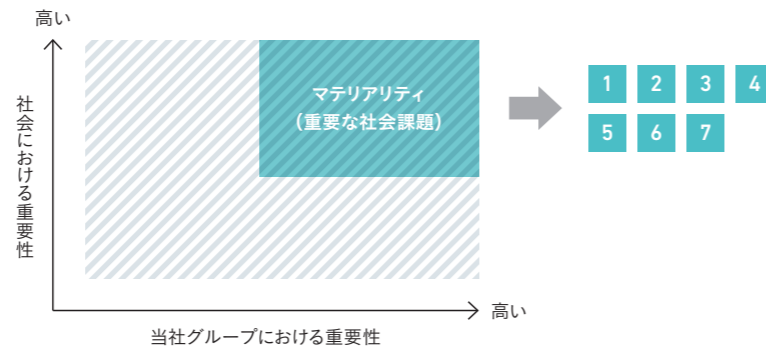 高い
社会における重要性
マテリアリティ
(重要な社会課題)
1 2 3 4
5 6 7
高い
当社グループにおける重要性